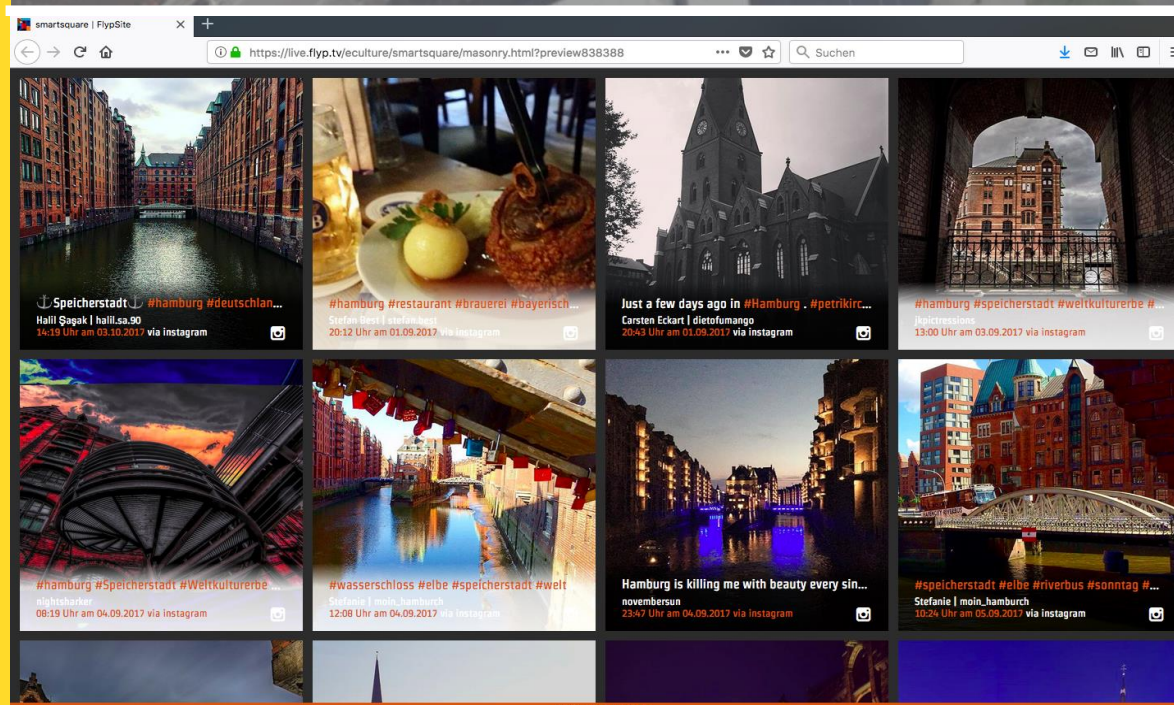 smartsquare | FlypSite
https://live.flyp.tv/eculture/smartsquare/masonry.html?preview838388
Suchen
Speicherstadt #hamburg #deutschlan...
Halil Şaşak | halil.sa.90
14:19 Uhr am 03.10.2017 via instagram
#hamburg #restaurant #brauerei #bayerisch...
Stefan Best | stefan.best
20:12 Uhr am 01.09.2017 via instagram
Just a few days ago in #Hamburg . #petrikirc...
Carsten Eckart | dietofumango
20:43 Uhr am 01.09.2017 via instagram
#hamburg #speicherstadt #weltkulturerbe #...
jkpictressions
13:00 Uhr am 03.09.2017 via instagram
#hamburg #Speicherstadt #Weltkulturerbe ...
nightsharker
08:19 Uhr am 04.09.2017 via instagram
#wasserschloss #elbe #speicherstadt #welt
Stefanie | moin_hamburch
12:08 Uhr am 04.09.2017 via instagram
Hamburg is killing me with beauty every sin...
novembersun
23:47 Uhr am 04.09.2017 via instagram
#speicherstadt #elbe #riverbus #sonntag #...
Stefanie | moin_hamburch
10:24 Uhr am 05.09.2017 via instagram